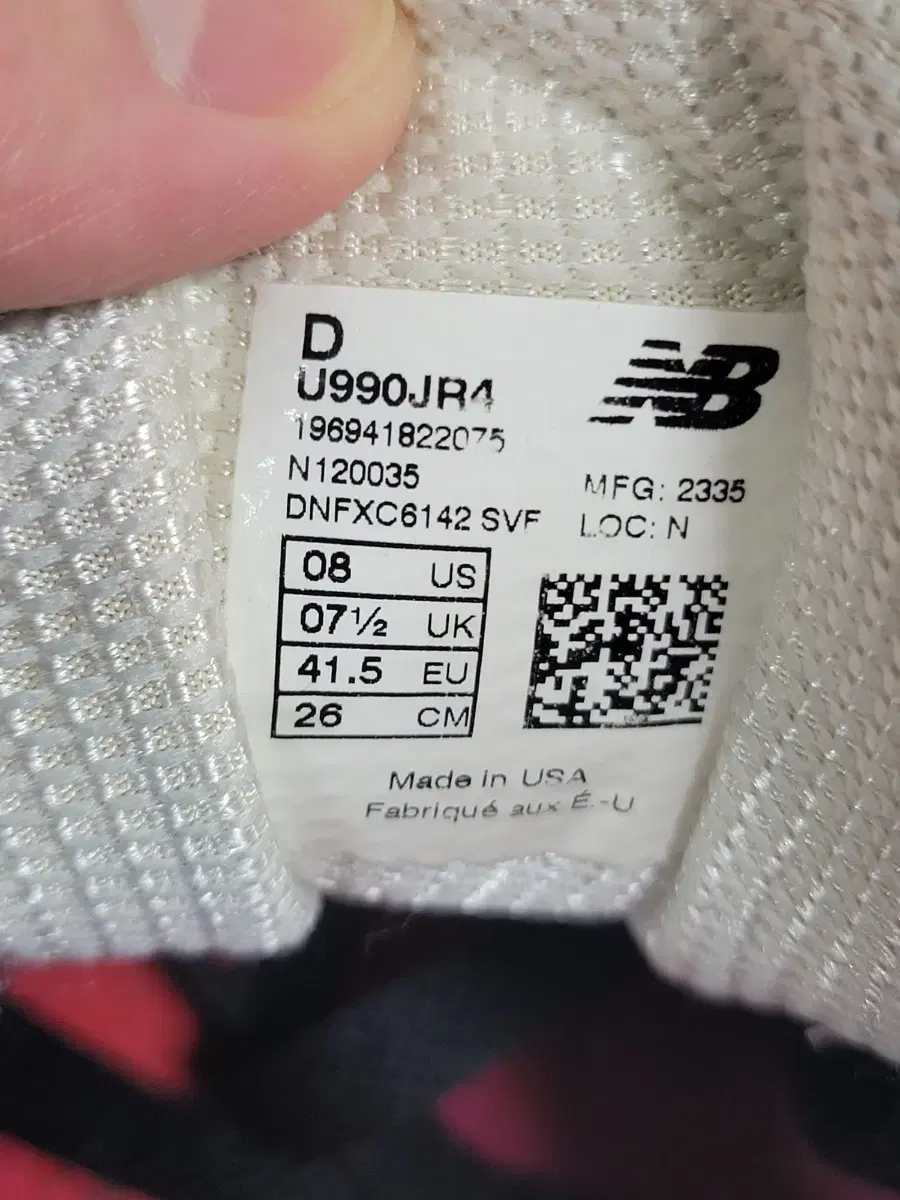 D
U990JR4
196941822075
N120035
DNFXC6142 SVF
NB
MFG: 2335
LOC: N
08 US
07½ UK
41.5 EU
26 CM
Made in USA
Fabriqué aux É.-U